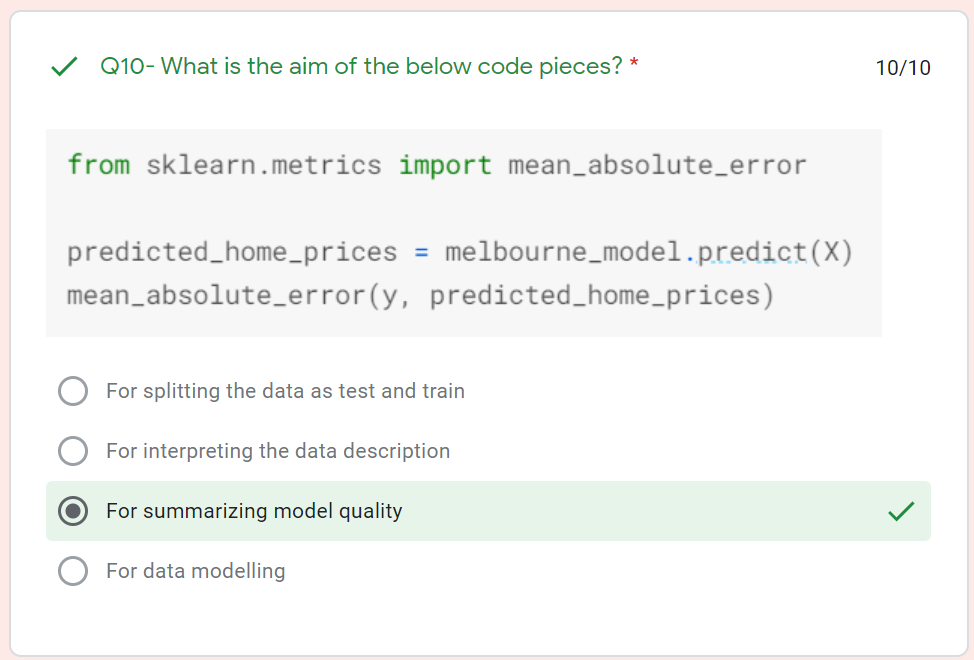 Q10- What is the aim of the below code pieces? *
10/10
from sklearn.metrics import mean_absolute_error
predicted_home_prices = melbourne_model.predict(X)
mean_absolute_error(y, predicted_home_prices)
For splitting the data as test and train
For interpreting the data description
For summarizing model quality
For data modelling